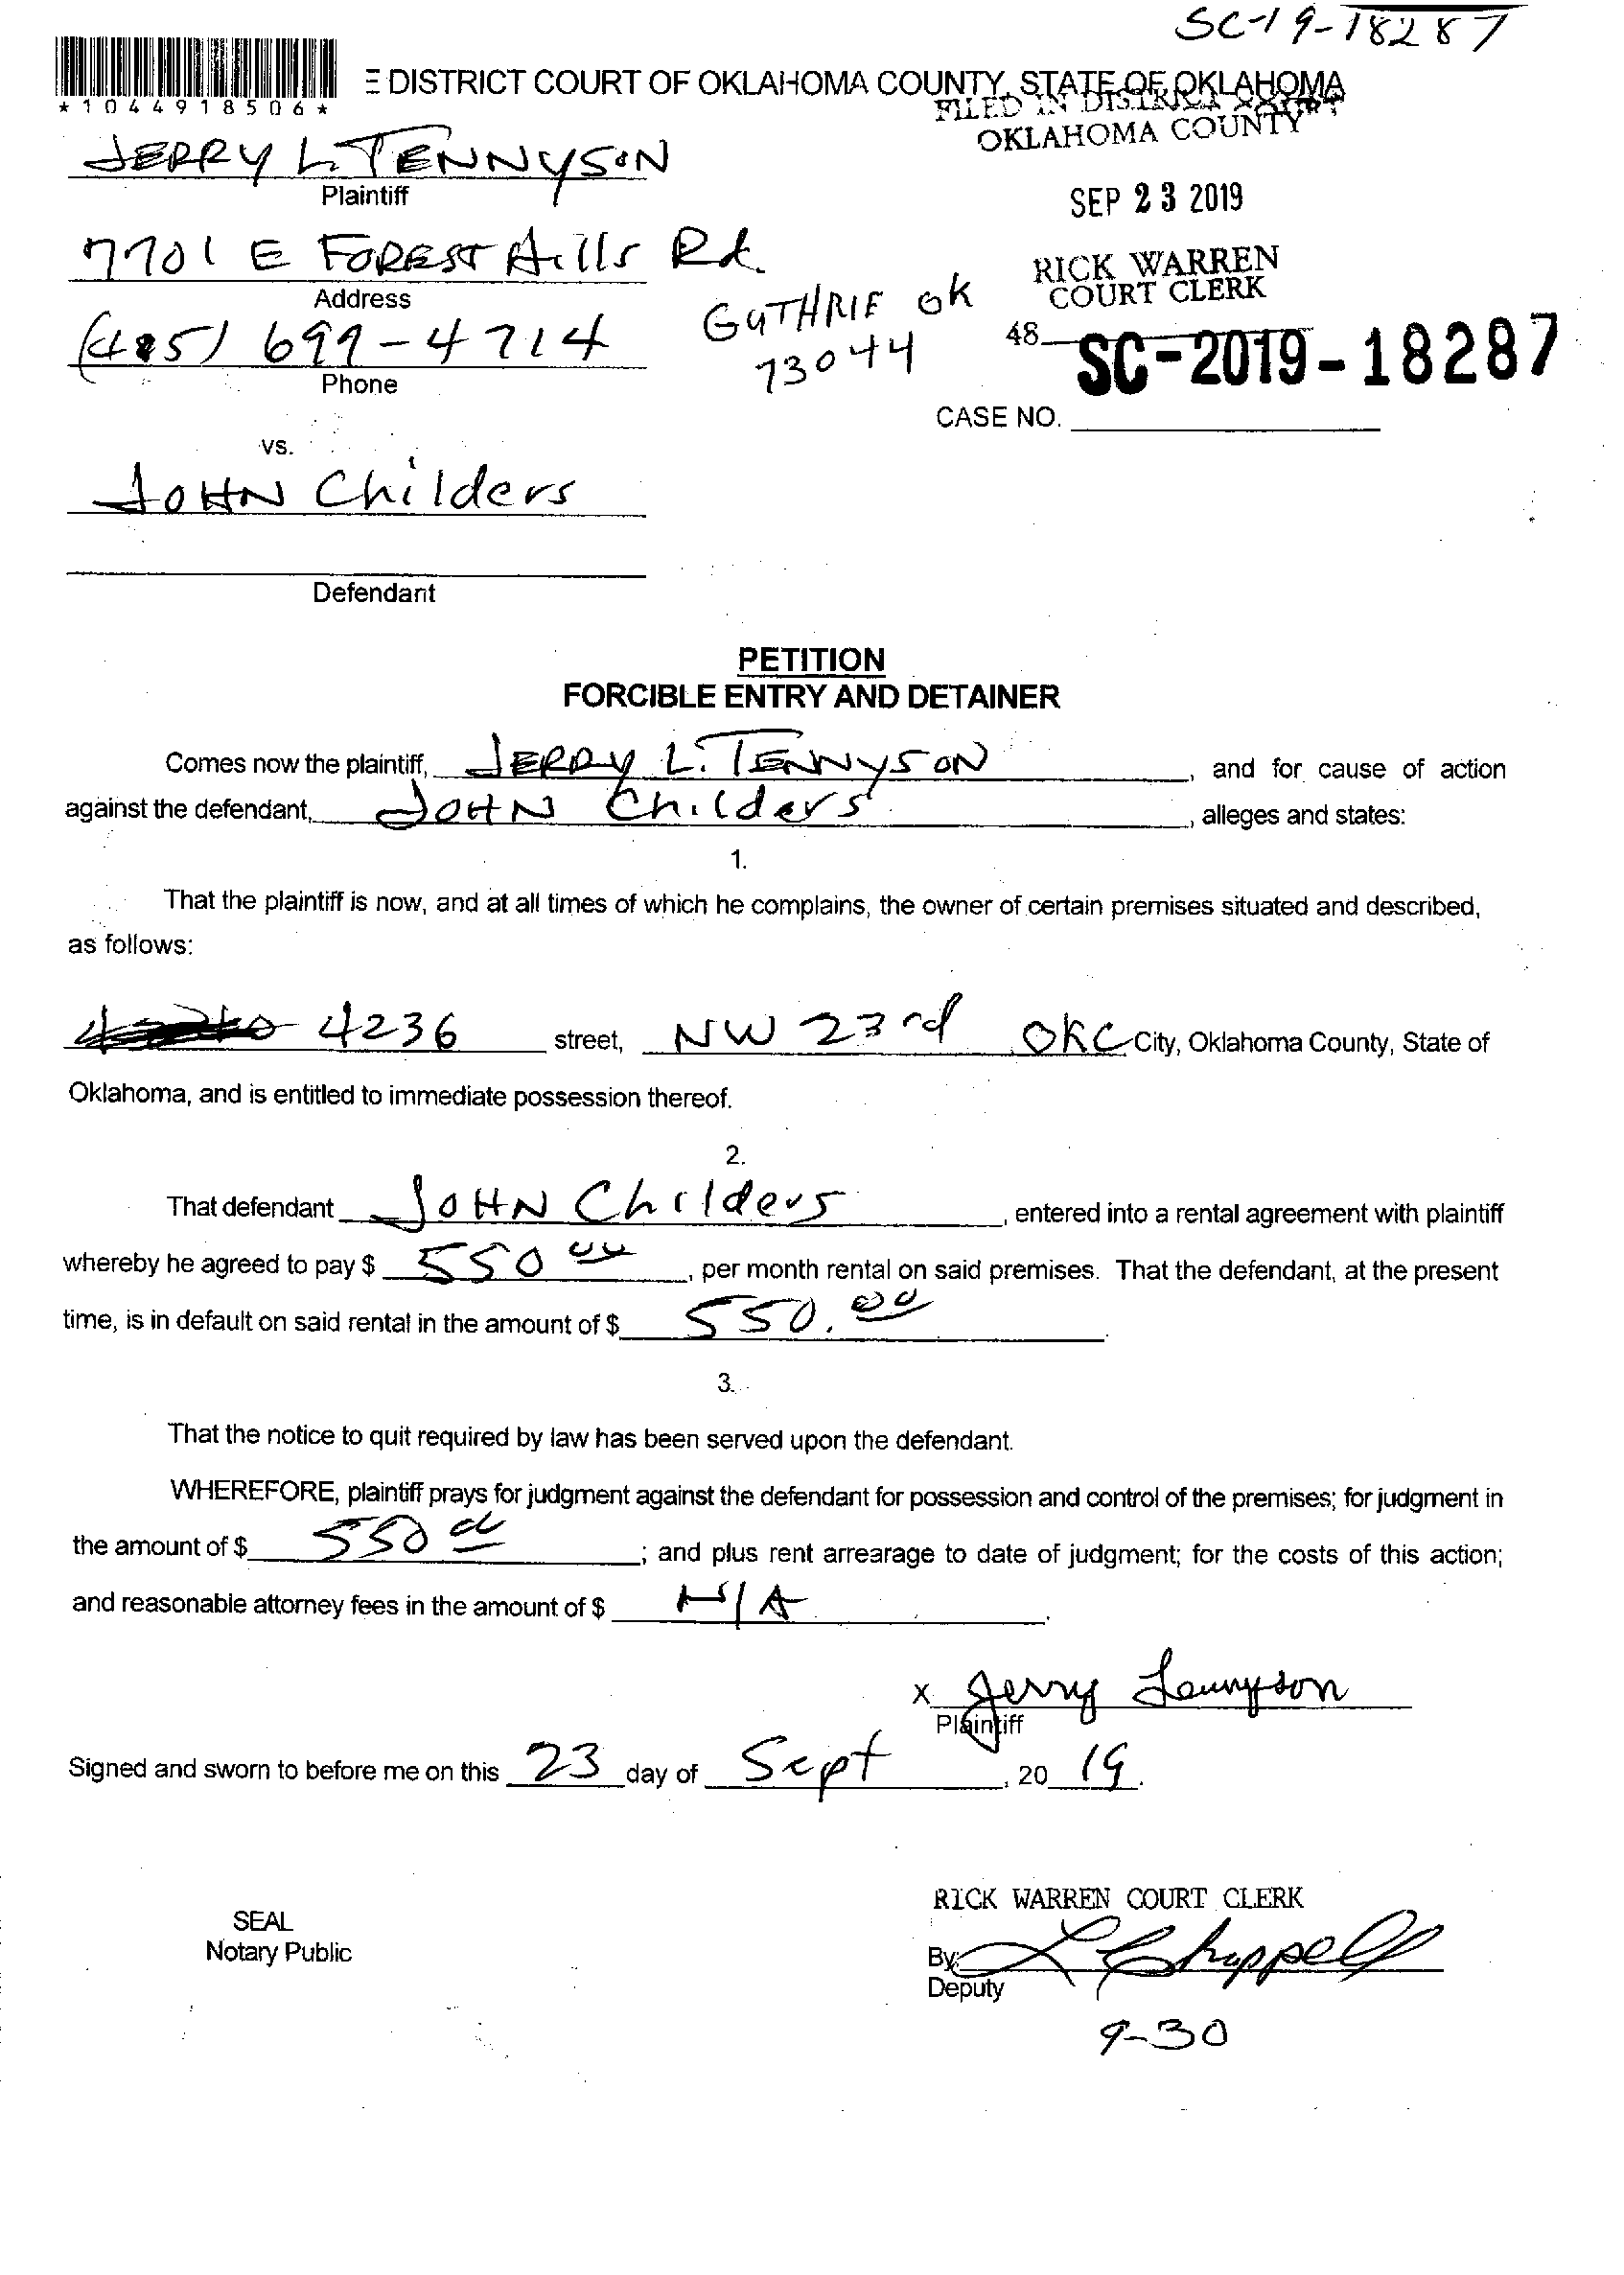 SC-19-18287
E DISTRICT COURT OF OKLAHOMA COUNTY, STATE OF OKLAHOMA
*1044918506*
FILED IN DISTRICT COURT
OKLAHOMA COUNTY
JERRY L. TENNYSON
Plaintiff
SEP 23 2019
7701 E FOREST Hills Rd.
Address
GUTHRIE OK
73044
RICK WARREN
COURT CLERK
(405) 699-4714
Phone
48
SC-2019-18287
CASE NO.
vs.
JOHN Childers
Defendant
PETITION
FORCIBLE ENTRY AND DETAINER
Comes now the plaintiff, JERRY L. TENNYSON, and for cause of action
against the defendant, JOHN Childers, alleges and states:
1.
That the plaintiff is now, and at all times of which he complains, the owner of certain premises situated and described,
as follows:
4236 street, NW 23rd OKC City, Oklahoma County, State of
Oklahoma, and is entitled to immediate possession thereof.
2.
That defendant JOHN Childers, entered into a rental agreement with plaintiff
whereby he agreed to pay $ 550 00, per month rental on said premises. That the defendant, at the present
time, is in default on said rental in the amount of $ 550.00.
3.
That the notice to quit required by law has been served upon the defendant.
WHEREFORE, plaintiff prays for judgment against the defendant for possession and control of the premises; for judgment in
the amount of $ 550 00; and plus rent arrearage to date of judgment; for the costs of this action;
and reasonable attorney fees in the amount of $ N/A.
X Jerry Tennyson
Plaintiff
Signed and sworn to before me on this 23 day of Sept, 20 19.
RICK WARREN COURT CLERK
SEAL
Notary Public
By: L Chappell
Deputy
9-30